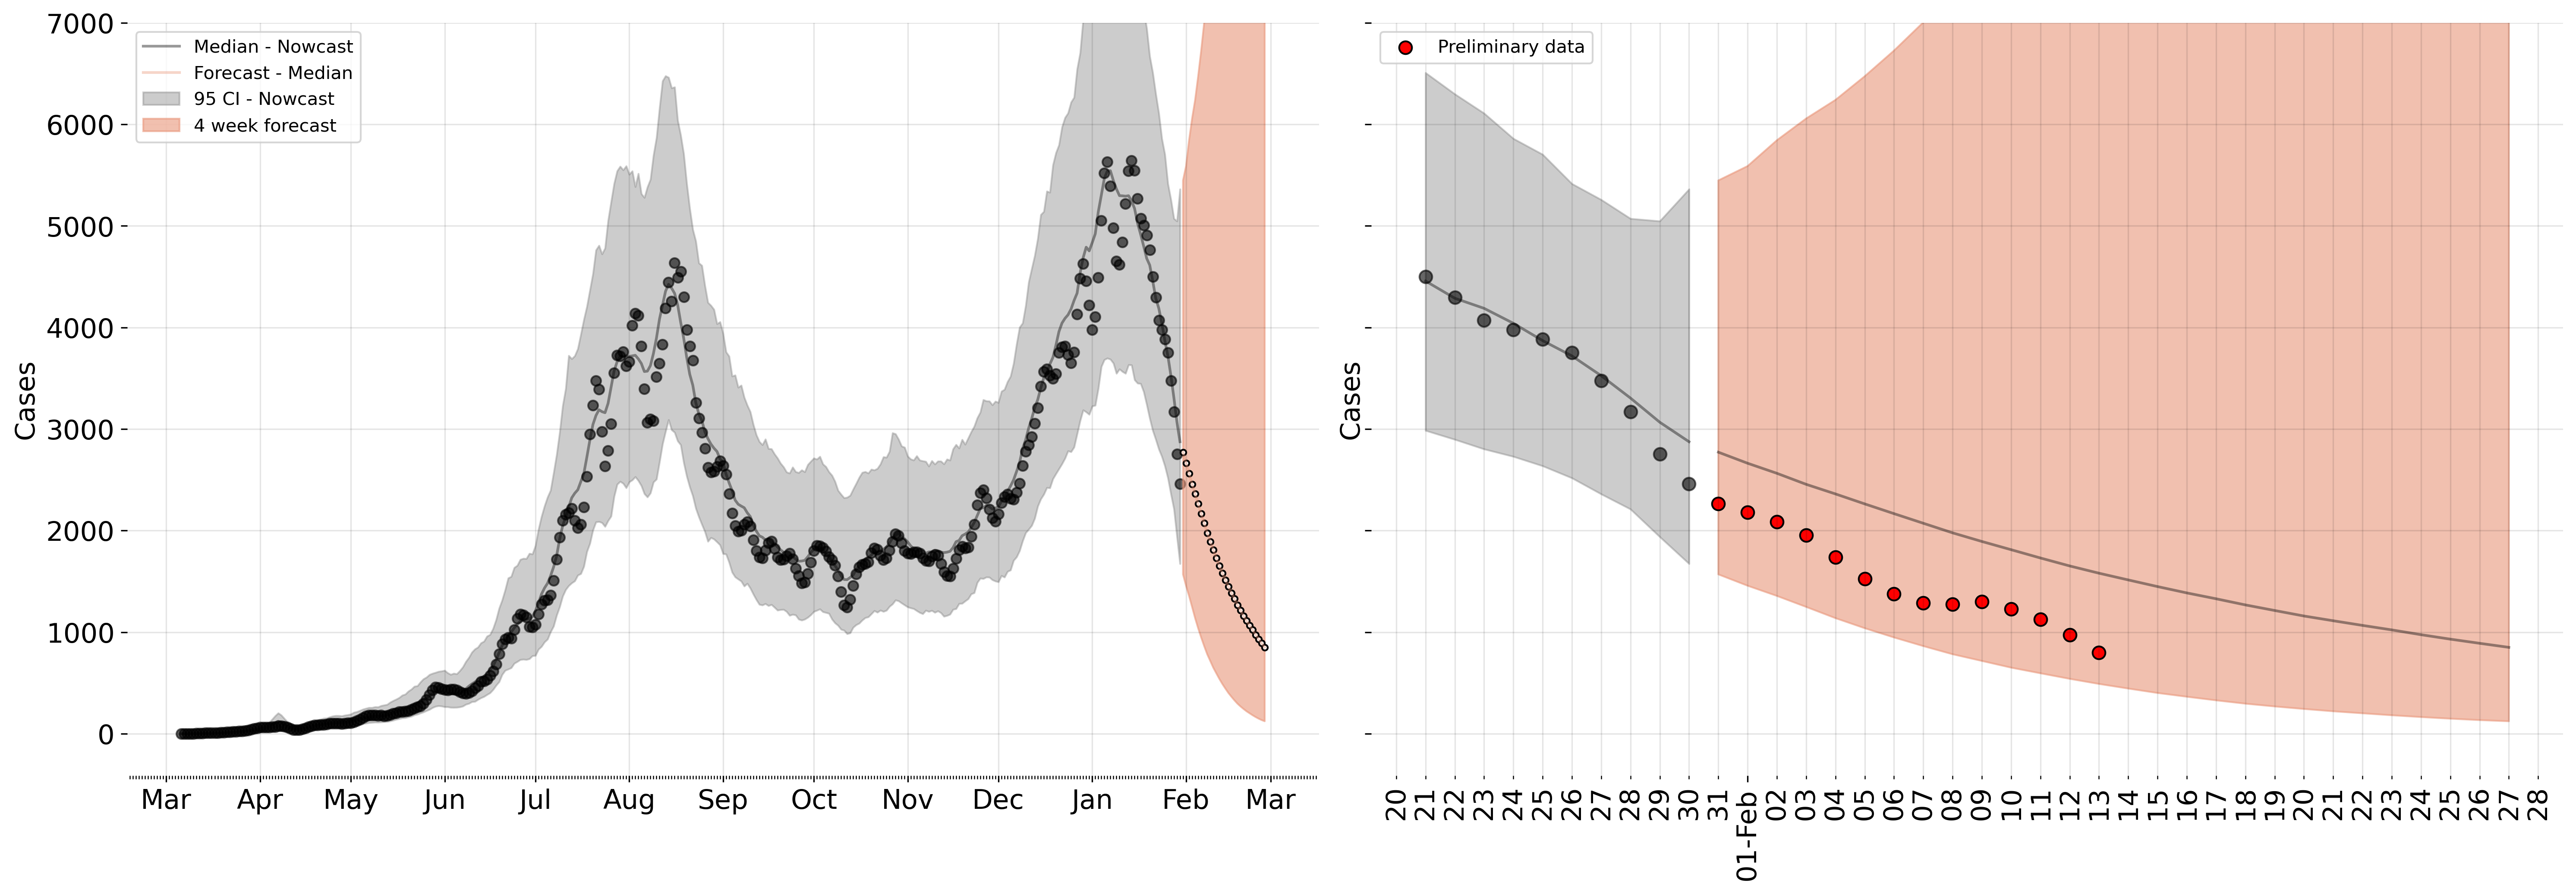 7000
6000
5000
4000
3000
2000
1000
0
Cases
Median - Nowcast
Forecast - Median
95 CI - Nowcast
4 week forecast
Mar Apr May Jun Jul Aug Sep Oct Nov Dec Jan Feb Mar
Cases
Preliminary data
20 21 22 23 24 25 26 27 28 29 30 31 01-Feb 02 03 04 05 06 07 08 09 10 11 12 13 14 15 16 17 18 19 20 21 22 23 24 25 26 27 28